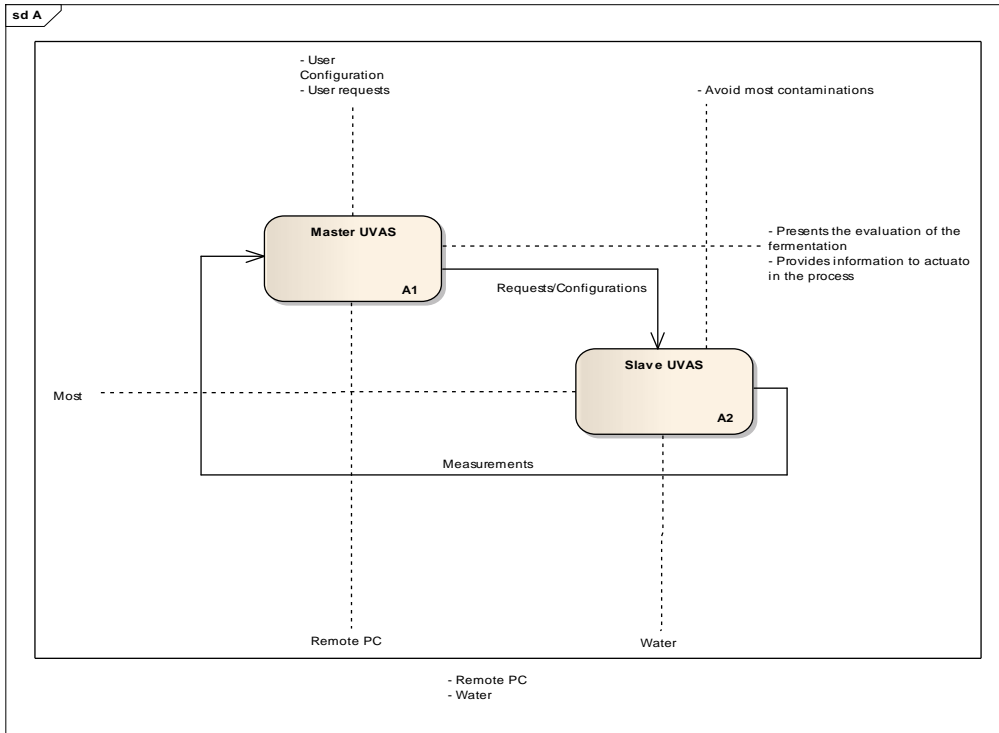 sd A
- User
Configuration
- User requests
- Avoid most contaminations
Master UVAS
A1
- Presents the evaluation of the
fermentation
- Provides information to actuato
in the process
Requests/Configurations
Slave UVAS
A2
Most
Measurements
Remote PC
Water
- Remote PC
- Water